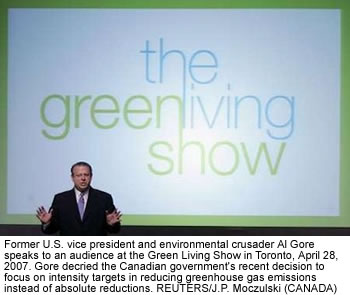 the
greenliving
show
Former U.S. vice president and environmental crusader Al Gore
speaks to an audience at the Green Living Show in Toronto, April 28,
2007. Gore decried the Canadian government's recent decision to
focus on intensity targets in reducing greenhouse gas emissions
instead of absolute reductions. REUTERS/J.P. Moczulski (CANADA)